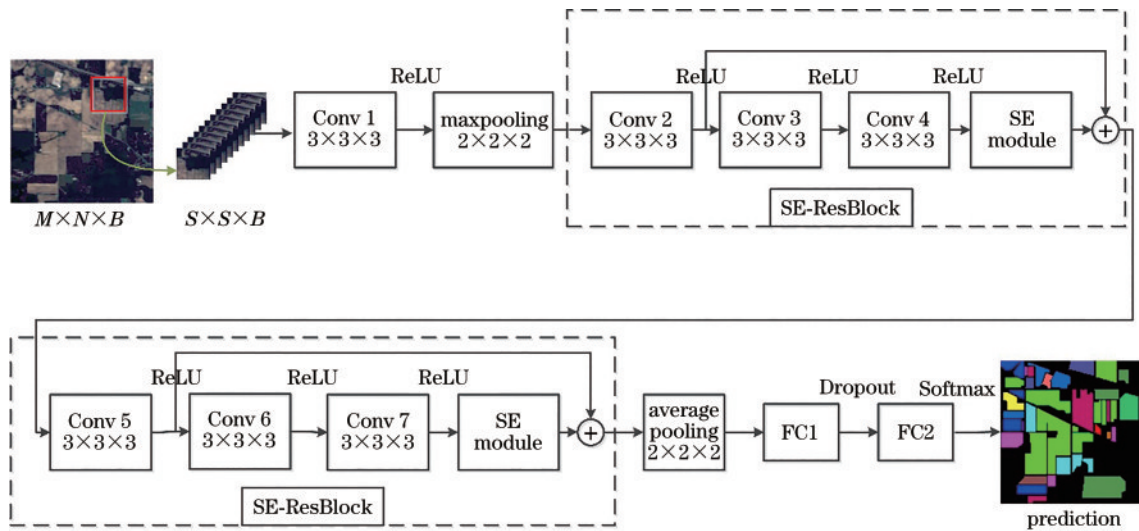 ReLU
Conv 1
3×3×3
maxpooling
2×2×2
ReLU
ReLU
ReLU
Conv 2
3×3×3
Conv 3
3×3×3
Conv 4
3×3×3
SE
module
+
SE-ResBlock
M×N×B
S×S×B
ReLU
ReLU
ReLU
Conv 5
3×3×3
Conv 6
3×3×3
Conv 7
3×3×3
SE
module
+
SE-ResBlock
average
pooling
2×2×2
FC1
Dropout
FC2
Softmax
prediction